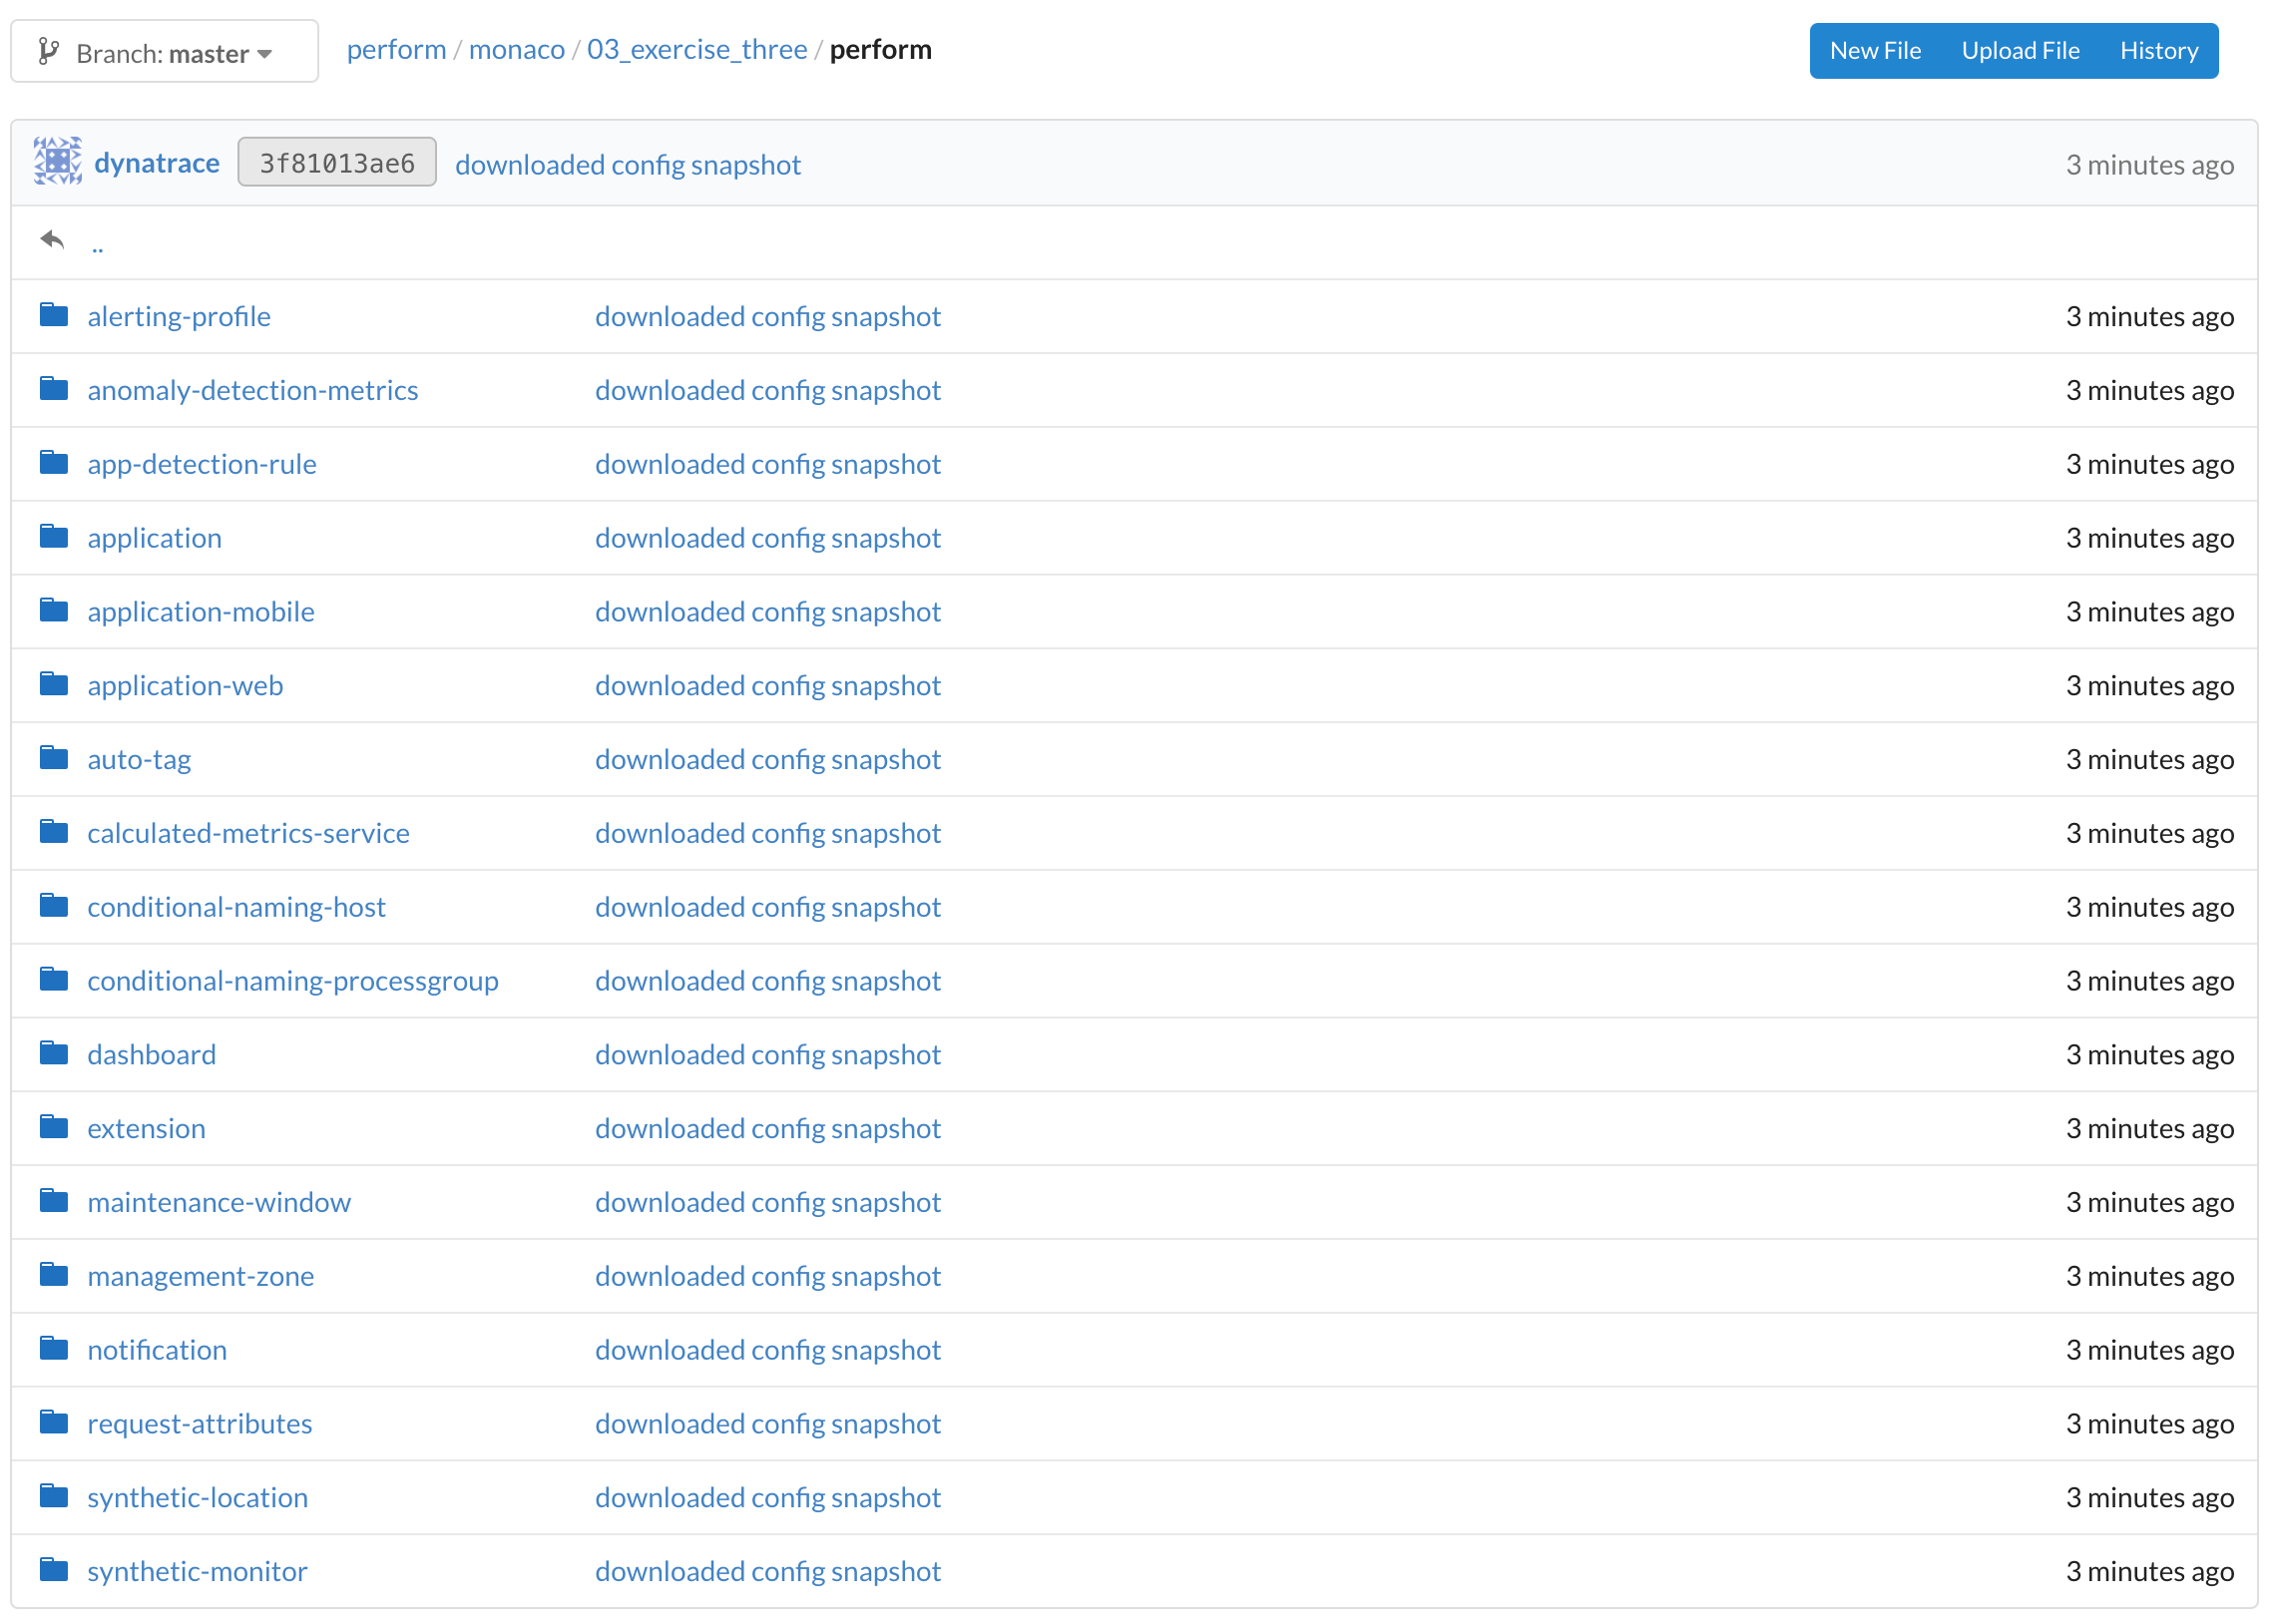 Branch: master perform / monaco / 03_exercise_three / perform New File Upload File History
dynatrace 3f81013ae6 downloaded config snapshot 3 minutes ago
..
alerting-profile downloaded config snapshot 3 minutes ago
anomaly-detection-metrics downloaded config snapshot 3 minutes ago
app-detection-rule downloaded config snapshot 3 minutes ago
application downloaded config snapshot 3 minutes ago
application-mobile downloaded config snapshot 3 minutes ago
application-web downloaded config snapshot 3 minutes ago
auto-tag downloaded config snapshot 3 minutes ago
calculated-metrics-service downloaded config snapshot 3 minutes ago
conditional-naming-host downloaded config snapshot 3 minutes ago
conditional-naming-processgroup downloaded config snapshot 3 minutes ago
dashboard downloaded config snapshot 3 minutes ago
extension downloaded config snapshot 3 minutes ago
maintenance-window downloaded config snapshot 3 minutes ago
management-zone downloaded config snapshot 3 minutes ago
notification downloaded config snapshot 3 minutes ago
request-attributes downloaded config snapshot 3 minutes ago
synthetic-location downloaded config snapshot 3 minutes ago
synthetic-monitor downloaded config snapshot 3 minutes ago